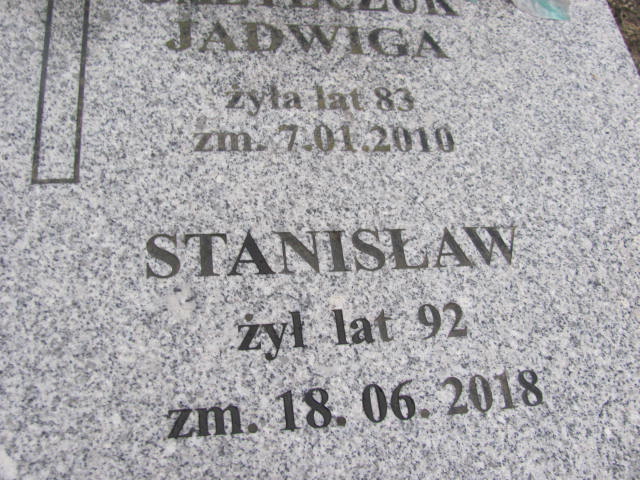 JADWIGA
żyła lat 83
zm. 7.01.2010
STANISŁAW
żył lat 92
zm. 18. 06. 2018